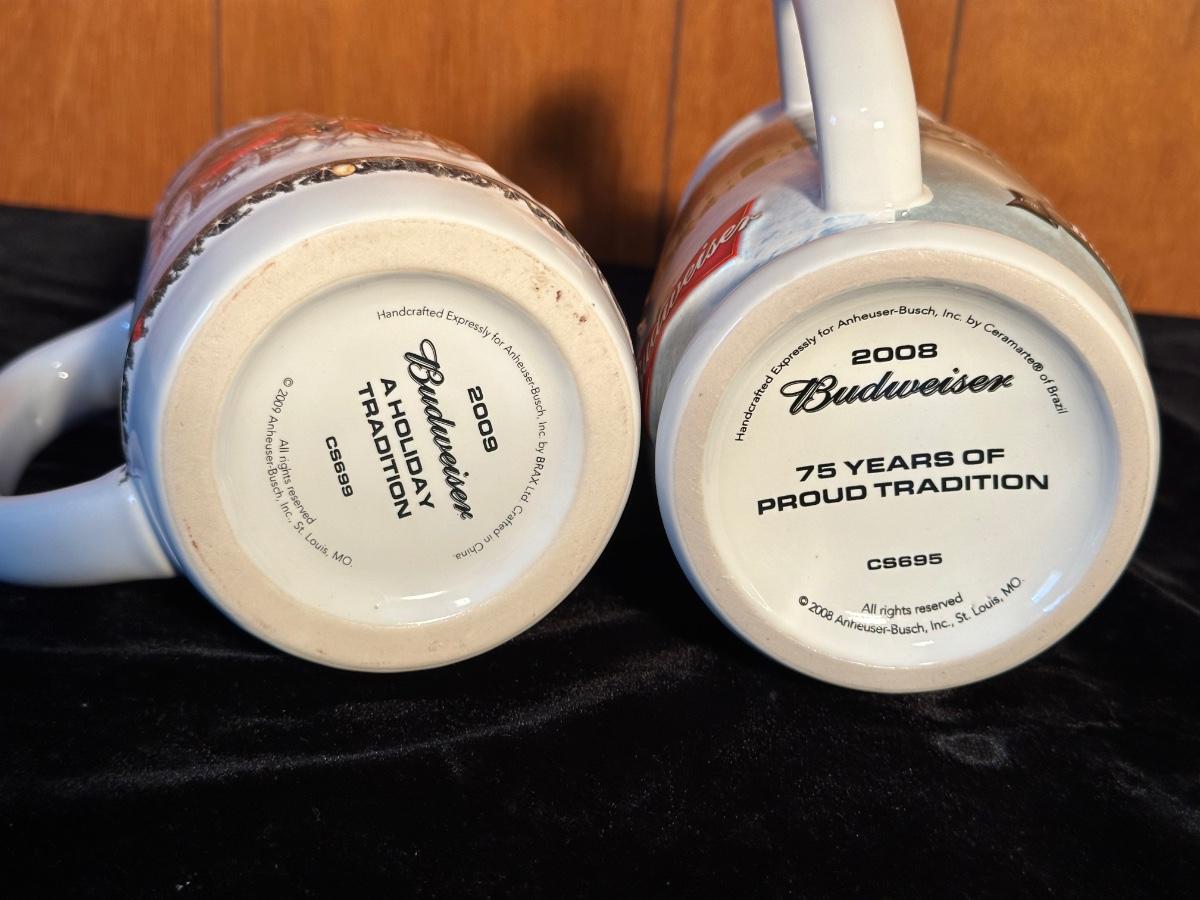 Handcrafted Expressly for Anheuser-Busch, Inc. by BRAX Ltd. Crafted in China.
2009
Budweiser
A HOLIDAY
TRADITION
CS699
All rights reserved
© 2009 Anheuser-Busch, Inc., St. Louis, MO.
Budweiser
Handcrafted Expressly for Anheuser-Busch, Inc. by Ceramarte® of Brazil
2008
Budweiser
75 YEARS OF
PROUD TRADITION
CS695
All rights reserved
© 2008 Anheuser-Busch, Inc., St. Louis, MO.